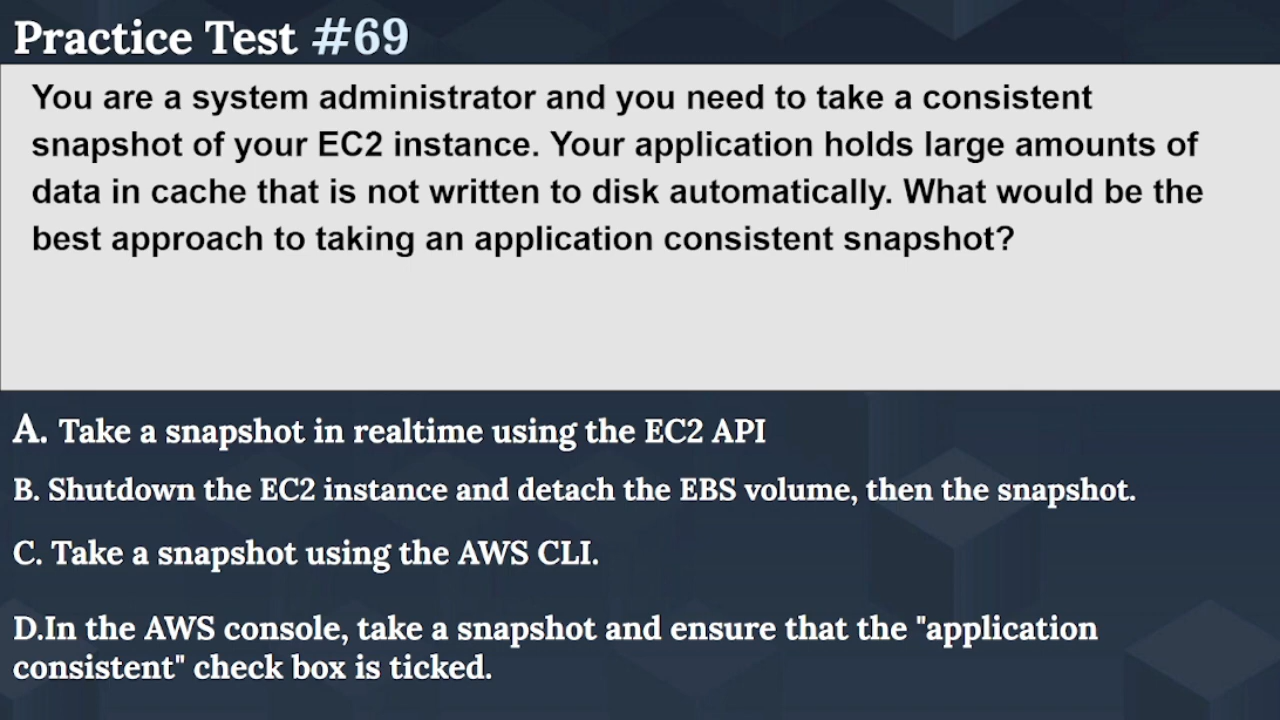 Practice Test #69
You are a system administrator and you need to take a consistent
snapshot of your EC2 instance. Your application holds large amounts of
data in cache that is not written to disk automatically. What would be the
best approach to taking an application consistent snapshot?
A. Take a snapshot in realtime using the EC2 API
B. Shutdown the EC2 instance and detach the EBS volume, then the snapshot.
C. Take a snapshot using the AWS CLI.
D.In the AWS console, take a snapshot and ensure that the "application
consistent" check box is ticked.